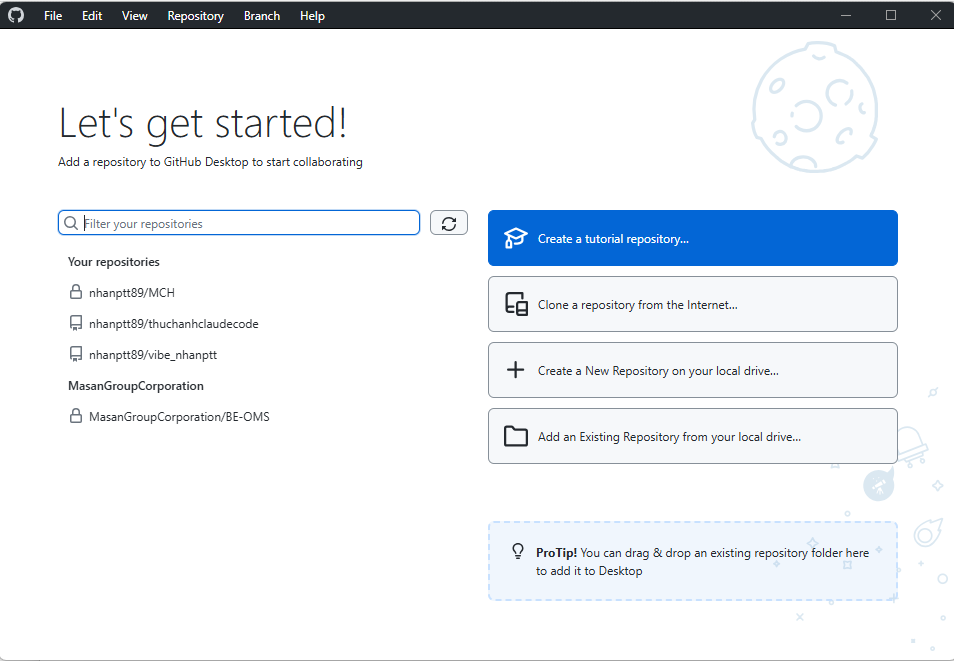 File Edit View Repository Branch Help
Let's get started!
Add a repository to GitHub Desktop to start collaborating
Filter your repositories
Your repositories
nhanptt89/MCH
nhanptt89/thuchanhclaudecode
nhanptt89/vibe_nhanptt
MasanGroupCorporation
MasanGroupCorporation/BE-OMS
Create a tutorial repository...
Clone a repository from the Internet...
Create a New Repository on your local drive...
Add an Existing Repository from your local drive...
ProTip! You can drag & drop an existing repository folder here
to add it to Desktop